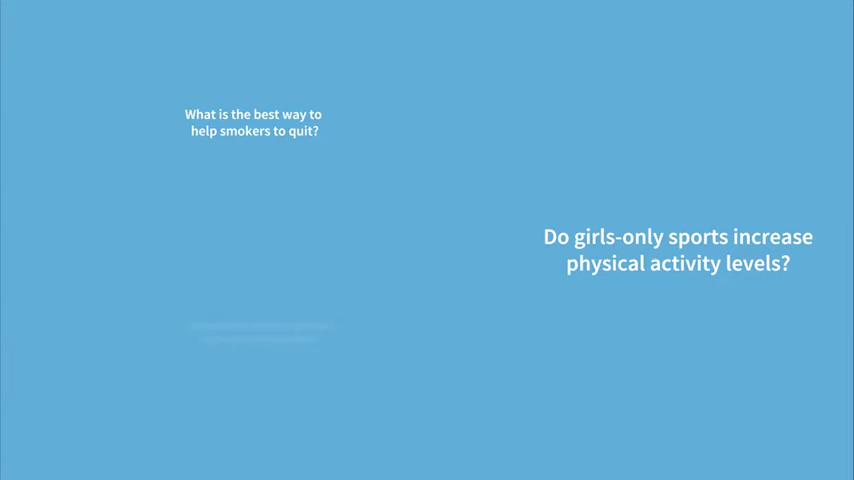 What is the best way to
help smokers to quit?
Do girls-only sports increase
physical activity levels?